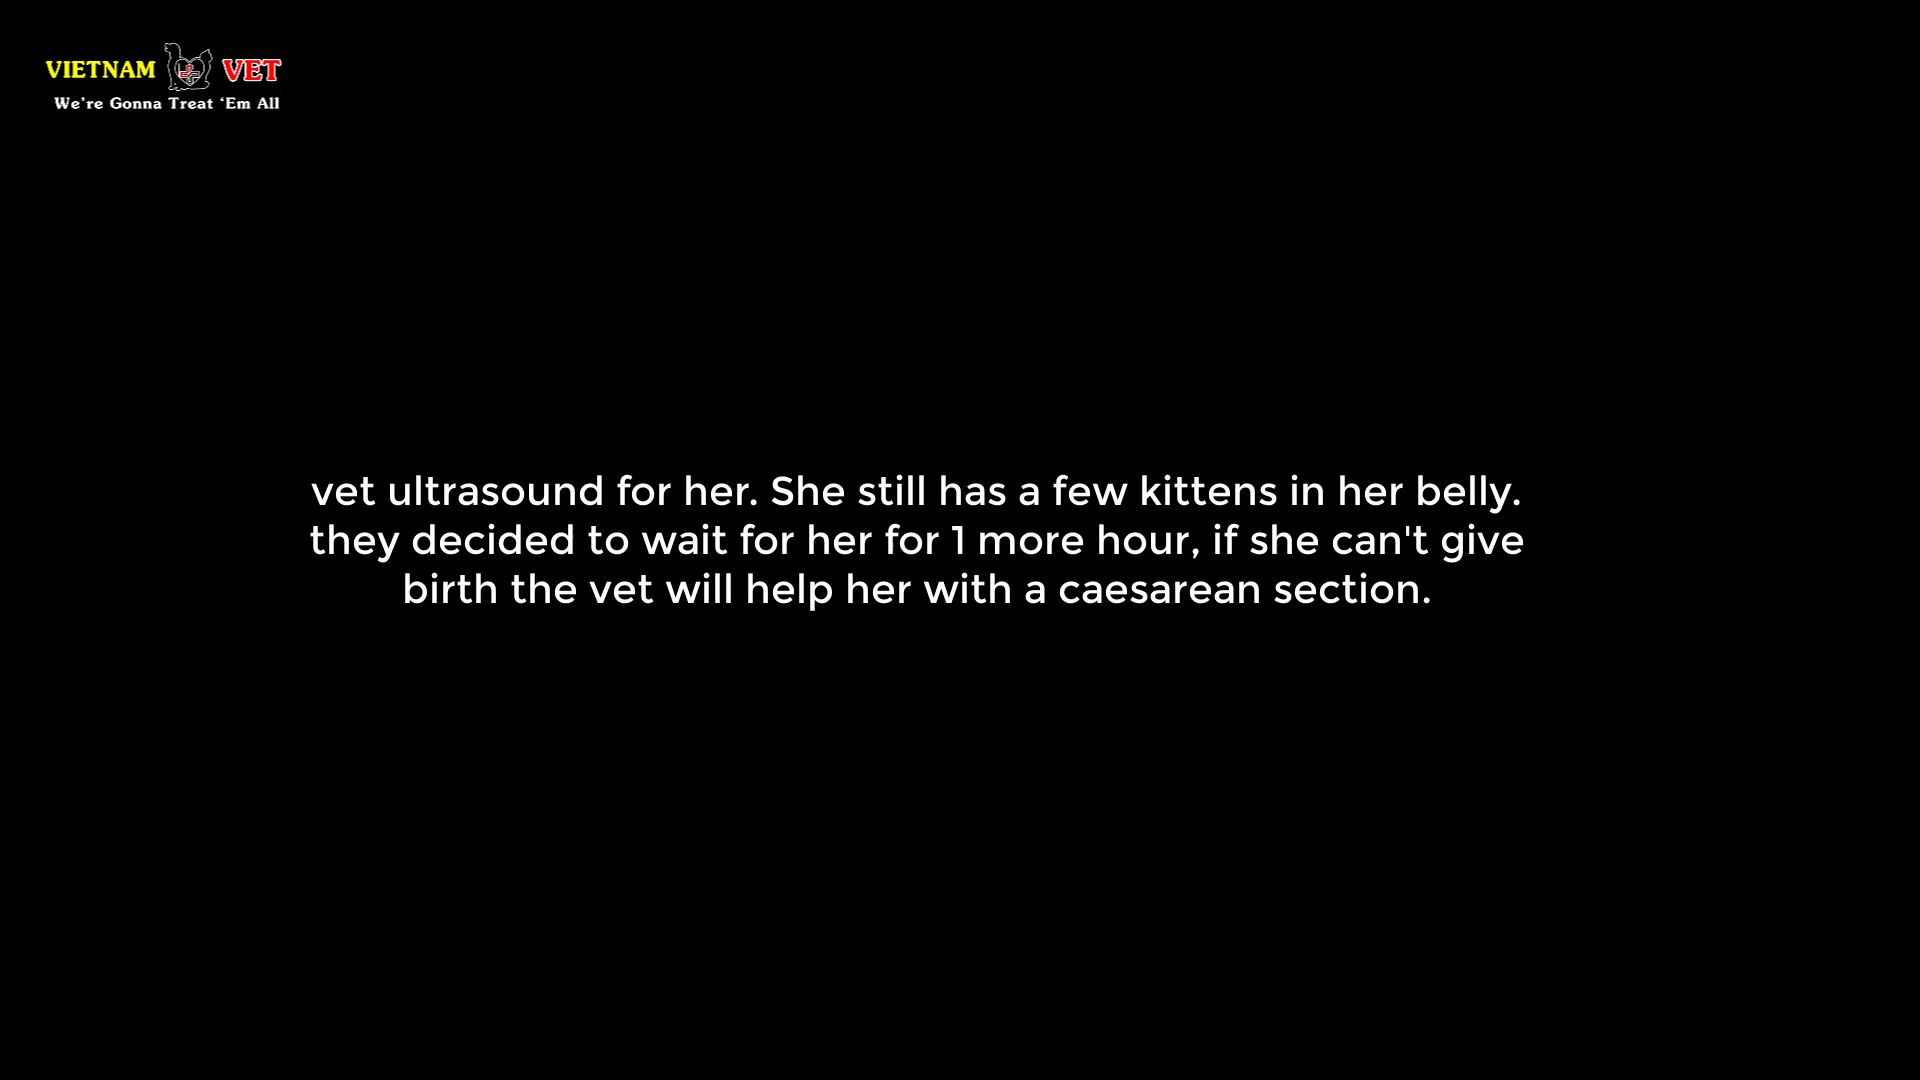 VIETNAM VET
We're Gonna Treat 'Em All
vet ultrasound for her. She still has a few kittens in her belly.
they decided to wait for her for 1 more hour, if she can't give
birth the vet will help her with a caesarean section.